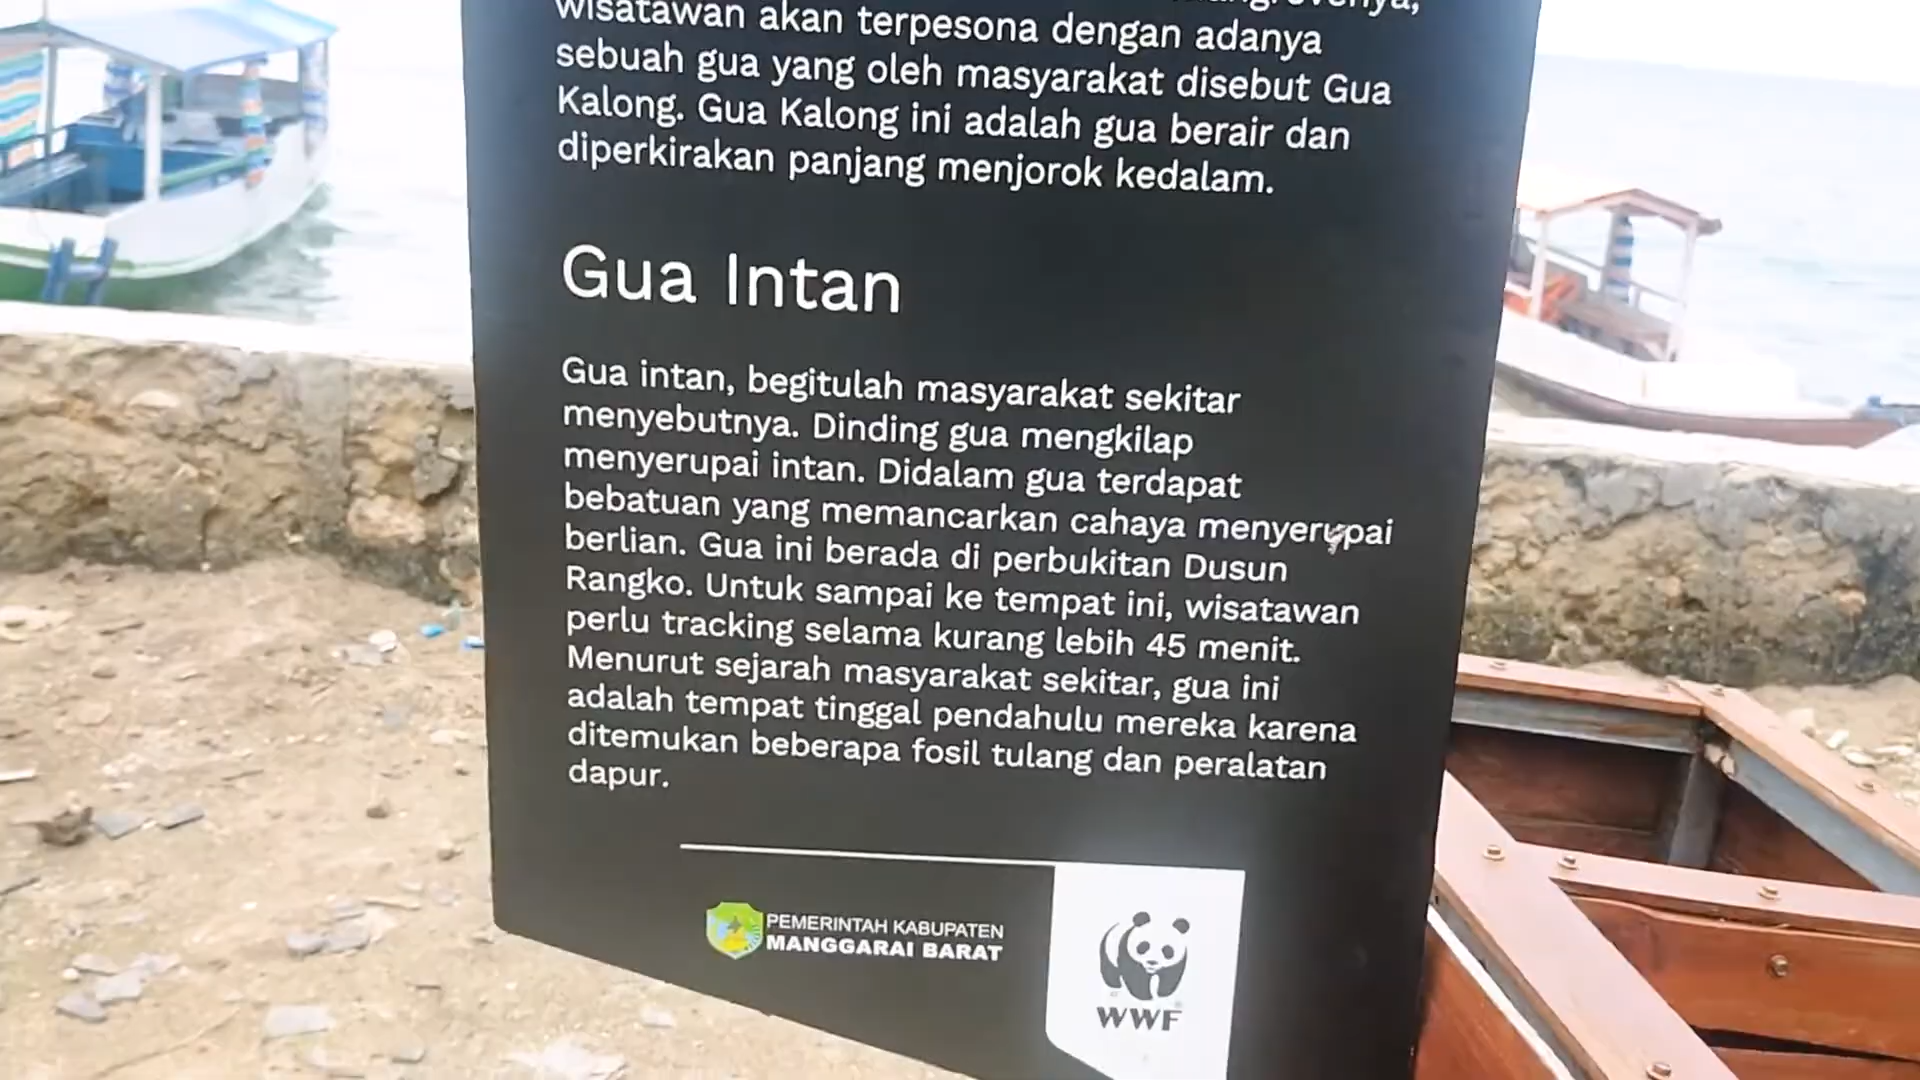 wisatawan akan terpesona dengan adanya
sebuah gua yang oleh masyarakat disebut Gua
Kalong. Gua Kalong ini adalah gua berair dan
diperkirakan panjang menjorok kedalam.
Gua Intan
Gua intan, begitulah masyarakat sekitar
menyebutnya. Dinding gua mengkilap
menyerupai intan. Didalam gua terdapat
bebatuan yang memancarkan cahaya menyerupai
berlian. Gua ini berada di perbukitan Dusun
Rangko. Untuk sampai ke tempat ini, wisatawan
perlu tracking selama kurang lebih 45 menit.
Menurut sejarah masyarakat sekitar, gua ini
adalah tempat tinggal pendahulu mereka karena
ditemukan beberapa fosil tulang dan peralatan
dapur.
PEMERINTAH KABUPATEN
MANGGARAI BARAT
WWF